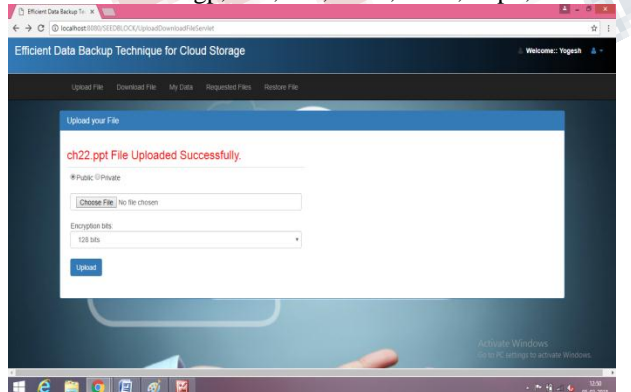 Efficient Data Backup Te
localhost:8080/SEEDBLOCK/UploadDownloadFileServlet
Efficient Data Backup Technique for Cloud Storage
Welcome:: Yogesh
Upload File Download File My Data Requested Files Restore File
Upload your File
ch22.ppt File Uploaded Successfully.
Public Private
Choose File No file chosen
Encryption bits:
128 bits
Upload
Activate Windows
Go to PC settings to activate Windows.
12:50